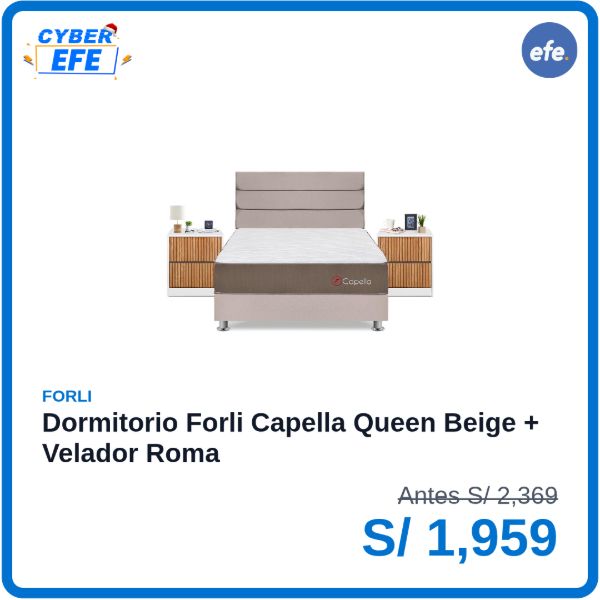 CYBER
EFE
efe.
Capella
FORLI
Dormitorio Forli Capella Queen Beige +
Velador Roma
Antes S/ 2,369
S/ 1,959